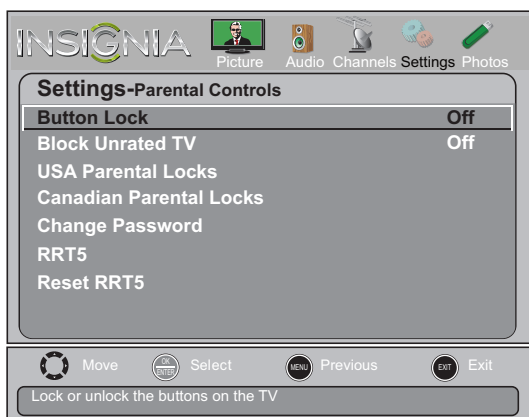 INSIGNIA
Picture Audio Channels Settings Photos
Settings-Parental Controls
Button Lock Off
Block Unrated TV Off
USA Parental Locks
Canadian Parental Locks
Change Password
RRT5
Reset RRT5
Move OK ENTER Select MENU Previous EXIT Exit
Lock or unlock the buttons on the TV